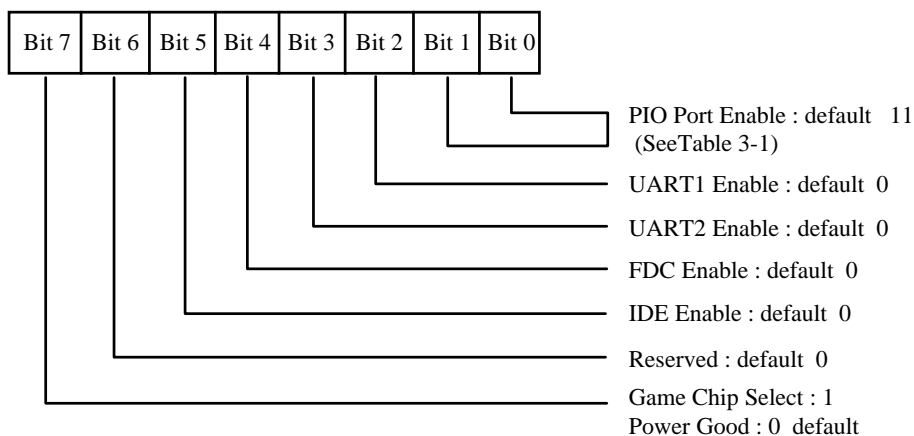 Bit 7 Bit 6 Bit 5 Bit 4 Bit 3 Bit 2 Bit 1 Bit 0
PIO Port Enable : default 11
(SeeTable 3-1)
UART1 Enable : default 0
UART2 Enable : default 0
FDC Enable : default 0
IDE Enable : default 0
Reserved : default 0
Game Chip Select : 1
Power Good : 0 default